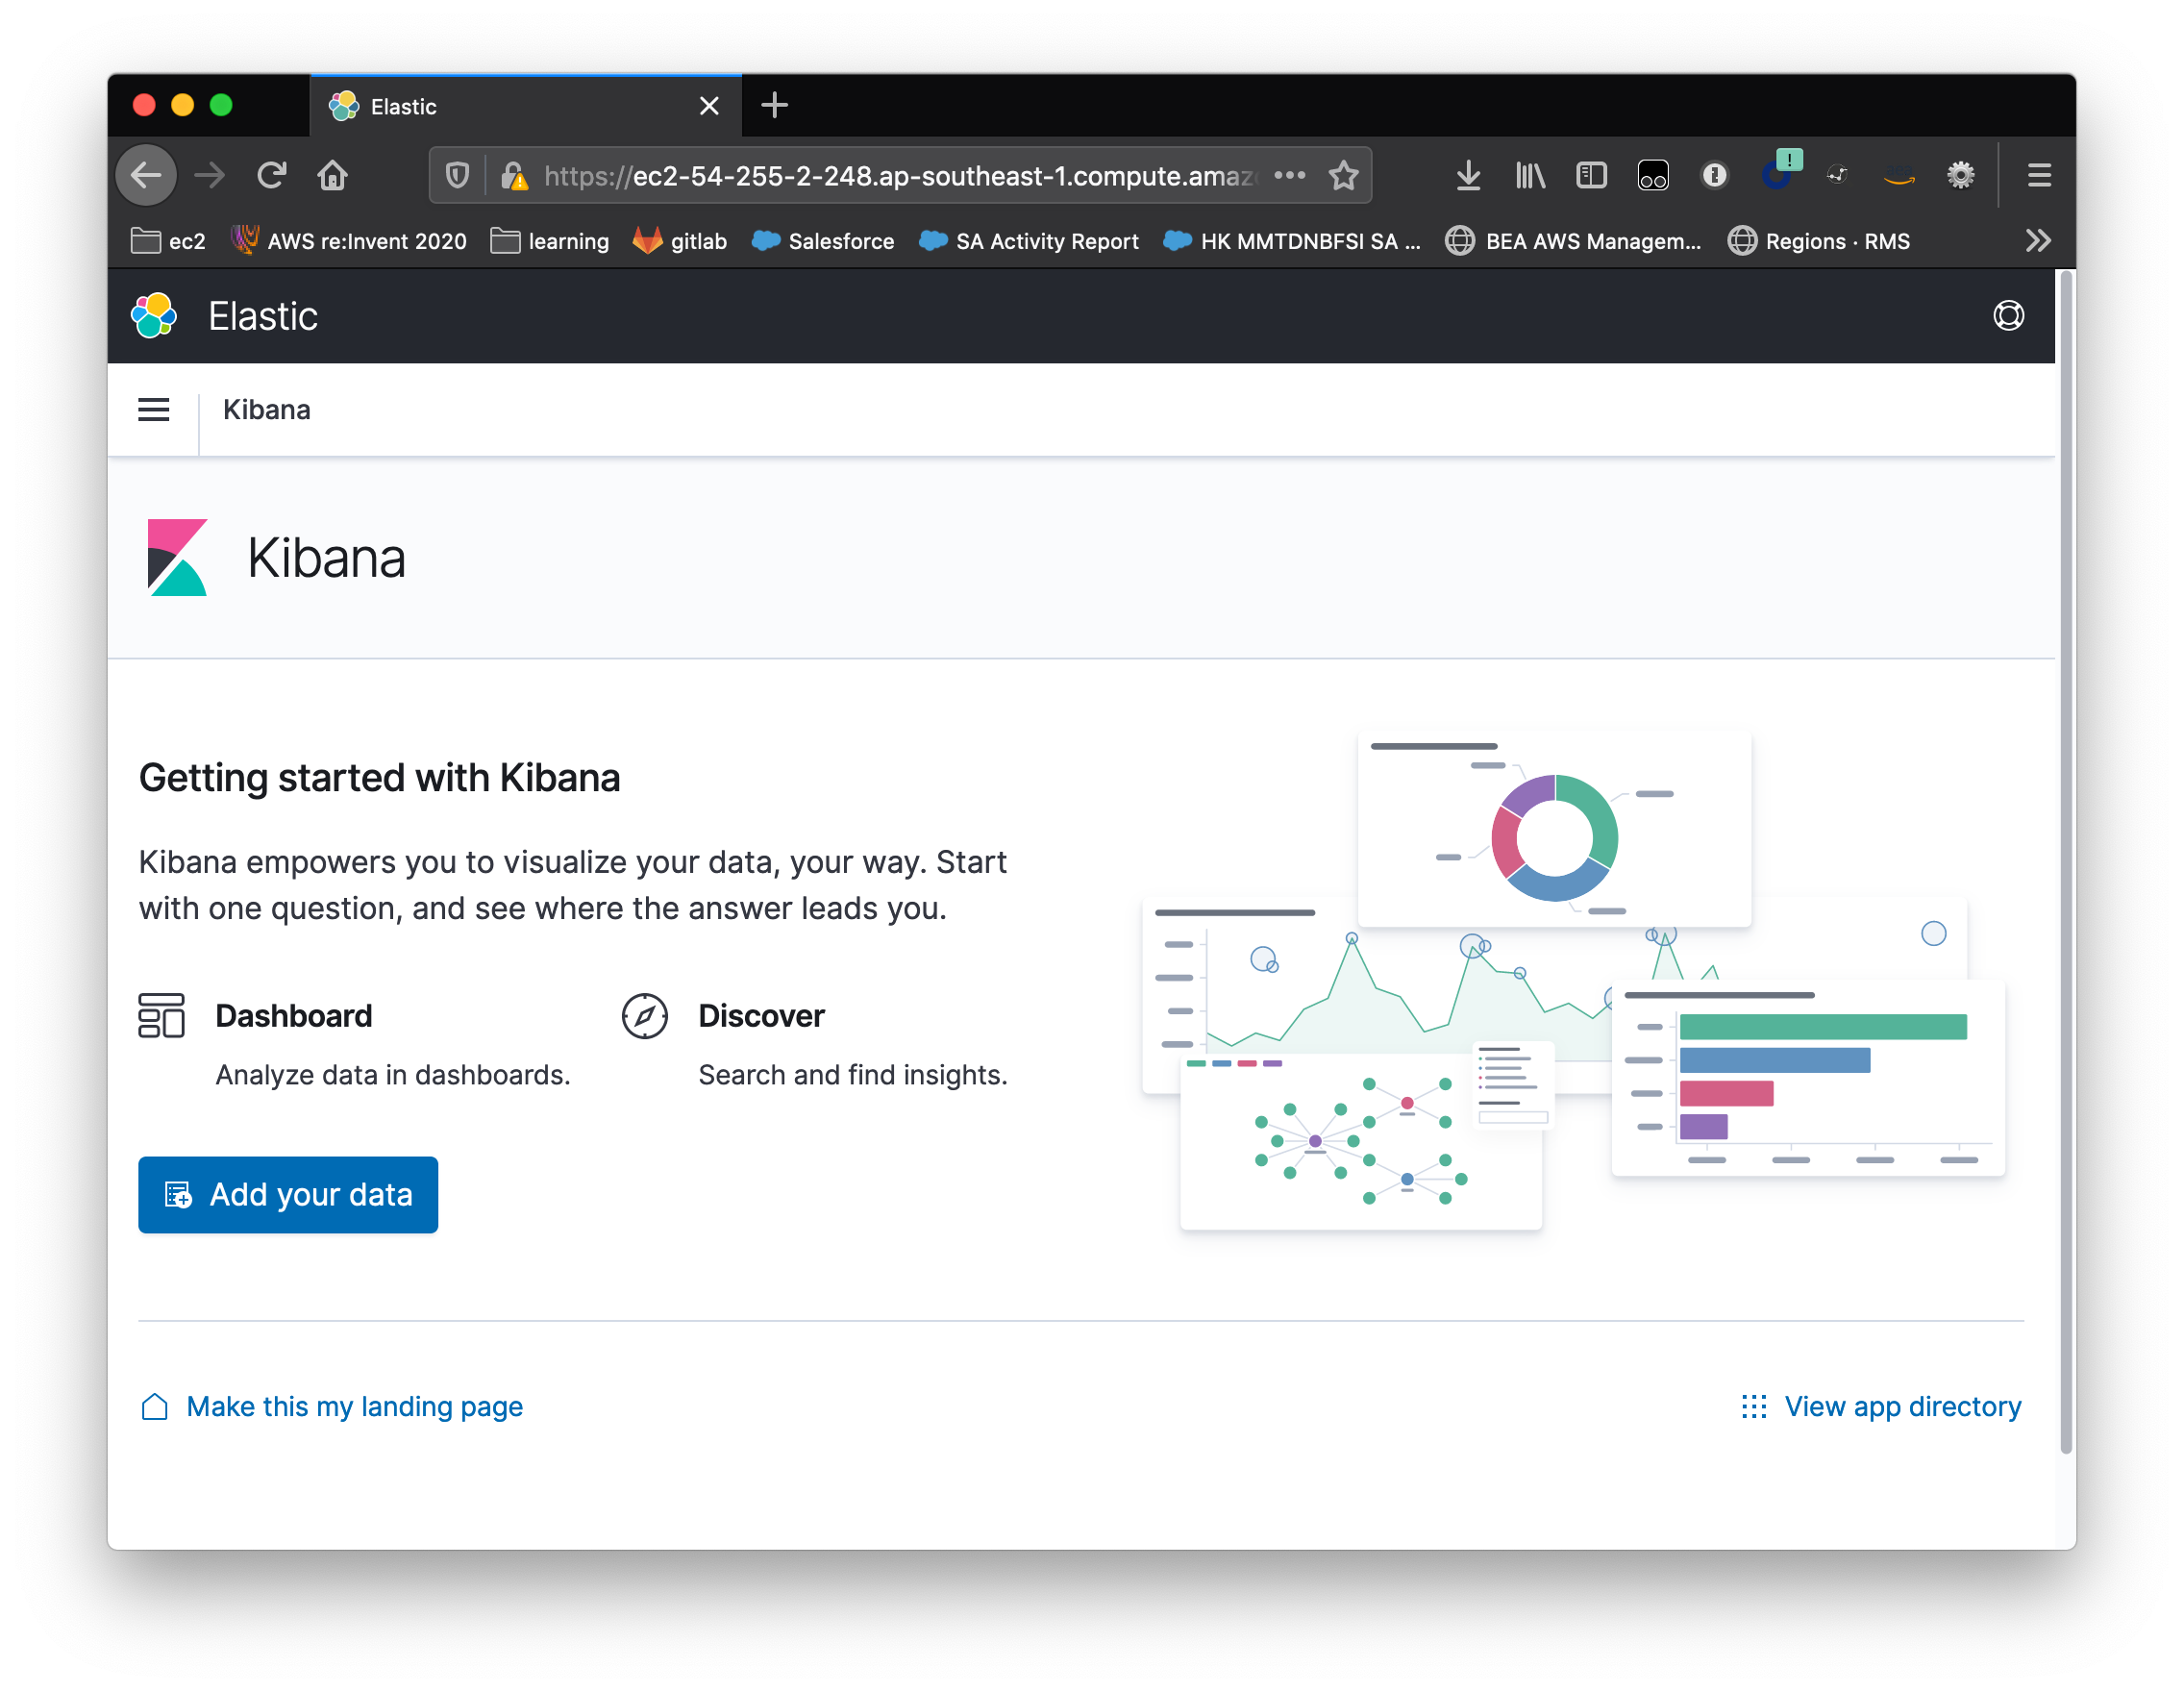 Elastic
https://ec2-54-255-2-248.ap-southeast-1.compute.amaz
ec2
AWS re:Invent 2020
learning
gitlab
Salesforce
SA Activity Report
HK MMTDNBFSI SA ...
BEA AWS Managem...
Regions · RMS
Elastic
Kibana
Kibana
Getting started with Kibana
Kibana empowers you to visualize your data, your way. Start
with one question, and see where the answer leads you.
Dashboard
Analyze data in dashboards.
Discover
Search and find insights.
Add your data
Make this my landing page
View app directory